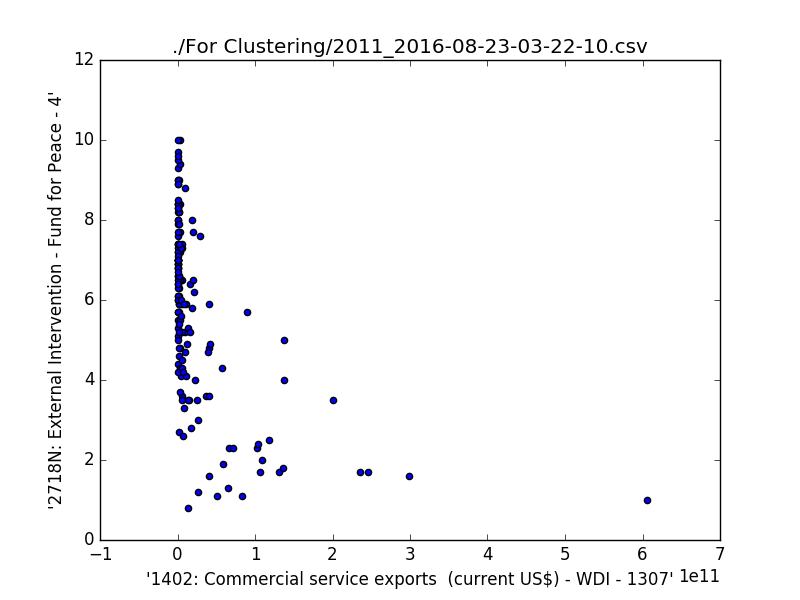 ./For Clustering/2011_2016-08-23-03-22-10.csv
12
10
8
6
4
2
0
'2718N: External Intervention - Fund for Peace - 4'
−1 0 1 2 3 4 5 6 7
1e11
'1402: Commercial service exports  (current US$) - WDI - 1307'